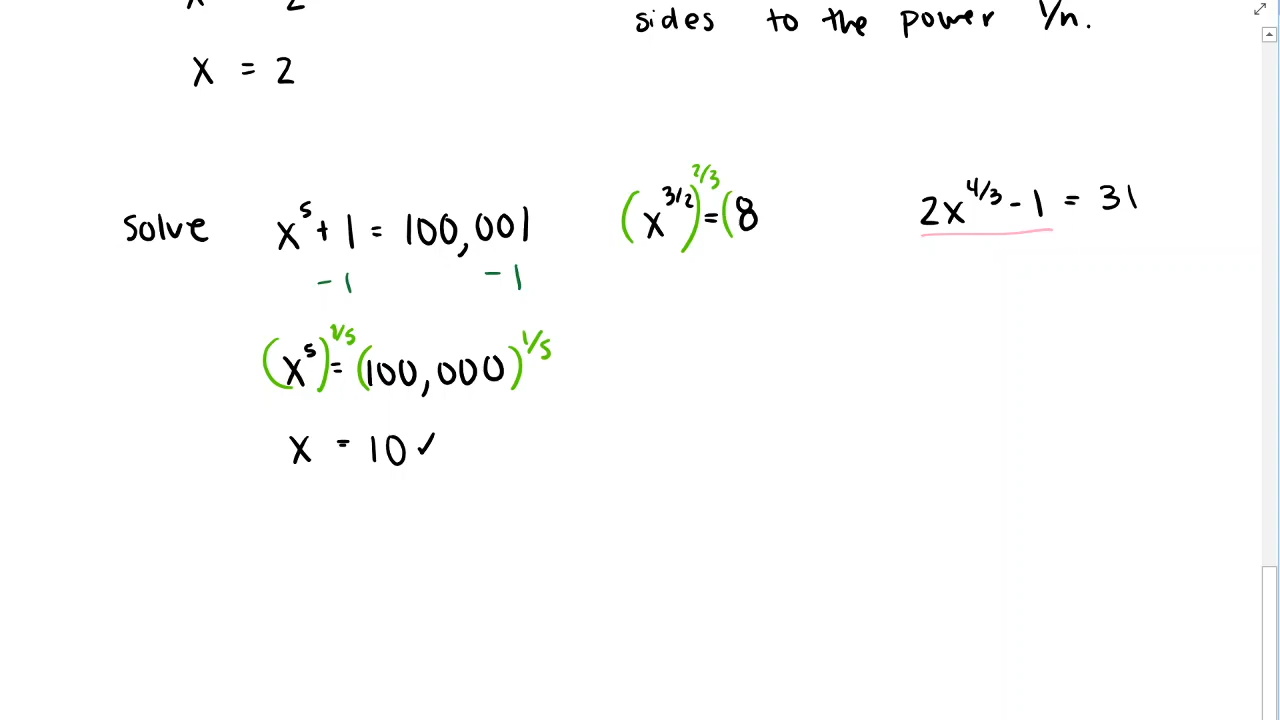 sides to the power 1/n.
x = 2
solve x^5 + 1 = 100,001
(x^{3/2})^{2/3} = (8
2x^{4/3} - 1 = 31
- 1 - 1
(x^5)^{1/5} = (100,000)^{1/5}
x = 10 ✓